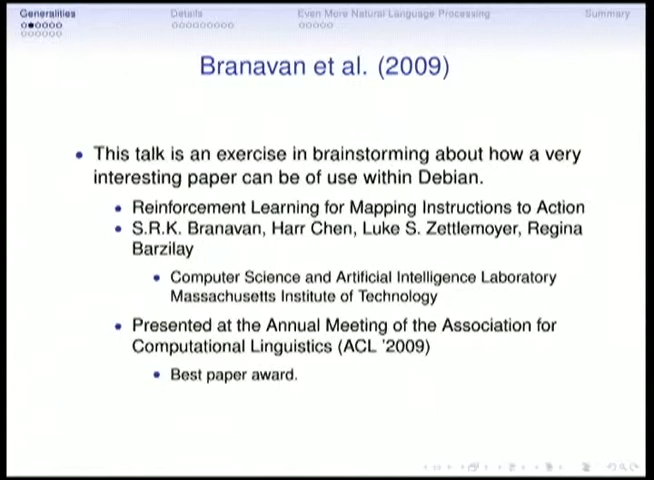 Generalities Details Even More Natural Language Processing Summary
Branavan et al. (2009)
• This talk is an exercise in brainstorming about how a very
interesting paper can be of use within Debian.
• Reinforcement Learning for Mapping Instructions to Action
• S.R.K. Branavan, Harr Chen, Luke S. Zettlemoyer, Regina
Barzilay
• Computer Science and Artificial Intelligence Laboratory
Massachusetts Institute of Technology
• Presented at the Annual Meeting of the Association for
Computational Linguistics (ACL '2009)
• Best paper award.